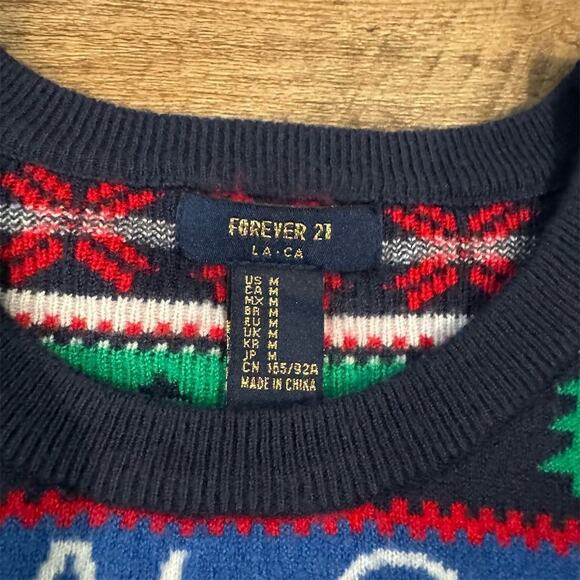 FOREVER 21
LA · CA
US M
CA M
MX M
BR M
EU M
UK M
KR M
JP M
CN 165/92A
MADE IN CHINA